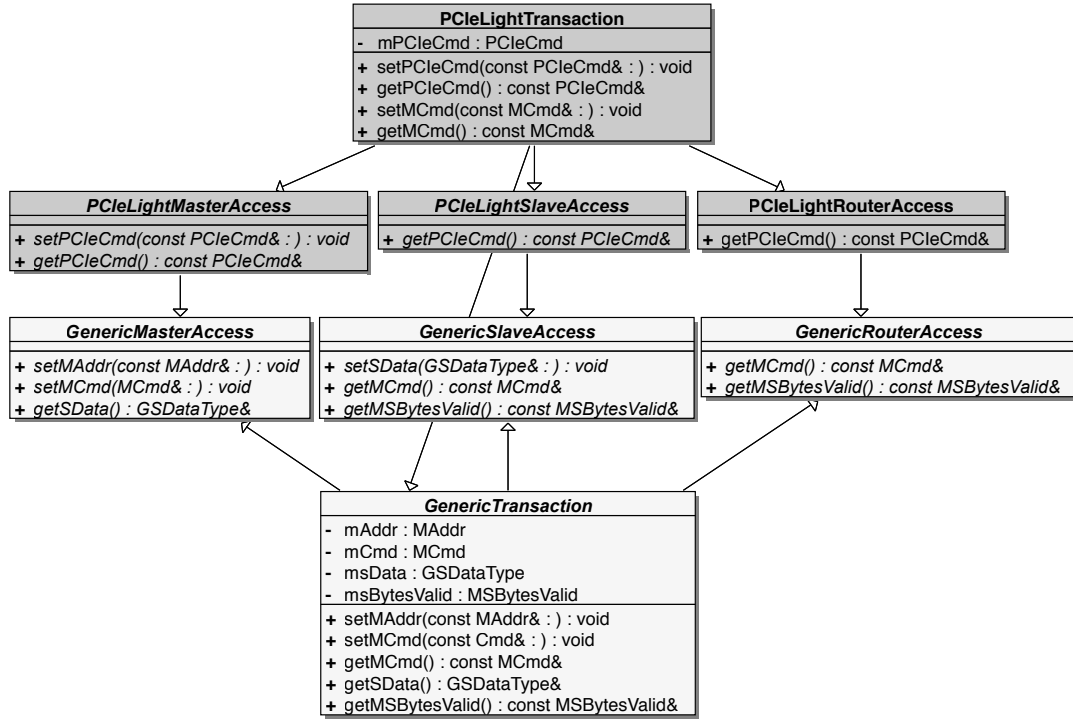 PCIeLightTransaction
- mPCIeCmd : PCIeCmd
+ setPCIeCmd(const PCIeCmd& : ) : void
+ getPCIeCmd() : const PCIeCmd&
+ setMCmd(const MCmd& : ) : void
+ getMCmd() : const MCmd&
PCIeLightMasterAccess
+ setPCIeCmd(const PCIeCmd& : ) : void
+ getPCIeCmd() : const PCIeCmd&
PCIeLightSlaveAccess
+ getPCIeCmd() : const PCIeCmd&
PCIeLightRouterAccess
+ getPCIeCmd() : const PCIeCmd&
GenericMasterAccess
+ setMAddr(const MAddr& : ) : void
+ setMCmd(MCmd& : ) : void
+ getSData() : GSDataType&
GenericSlaveAccess
+ setSData(GSDataType& : ) : void
+ getMCmd() : const MCmd&
+ getMSBytesValid() : const MSBytesValid&
GenericRouterAccess
+ getMCmd() : const MCmd&
+ getMSBytesValid() : const MSBytesValid&
GenericTransaction
- mAddr : MAddr
- mCmd : MCmd
- msData : GSDataType
- msBytesValid : MSBytesValid
+ setMAddr(const MAddr& : ) : void
+ setMCmd(const Cmd& : ) : void
+ getMCmd() : const MCmd&
+ getSData() : GSDataType&
+ getMSBytesValid() : const MSBytesValid&